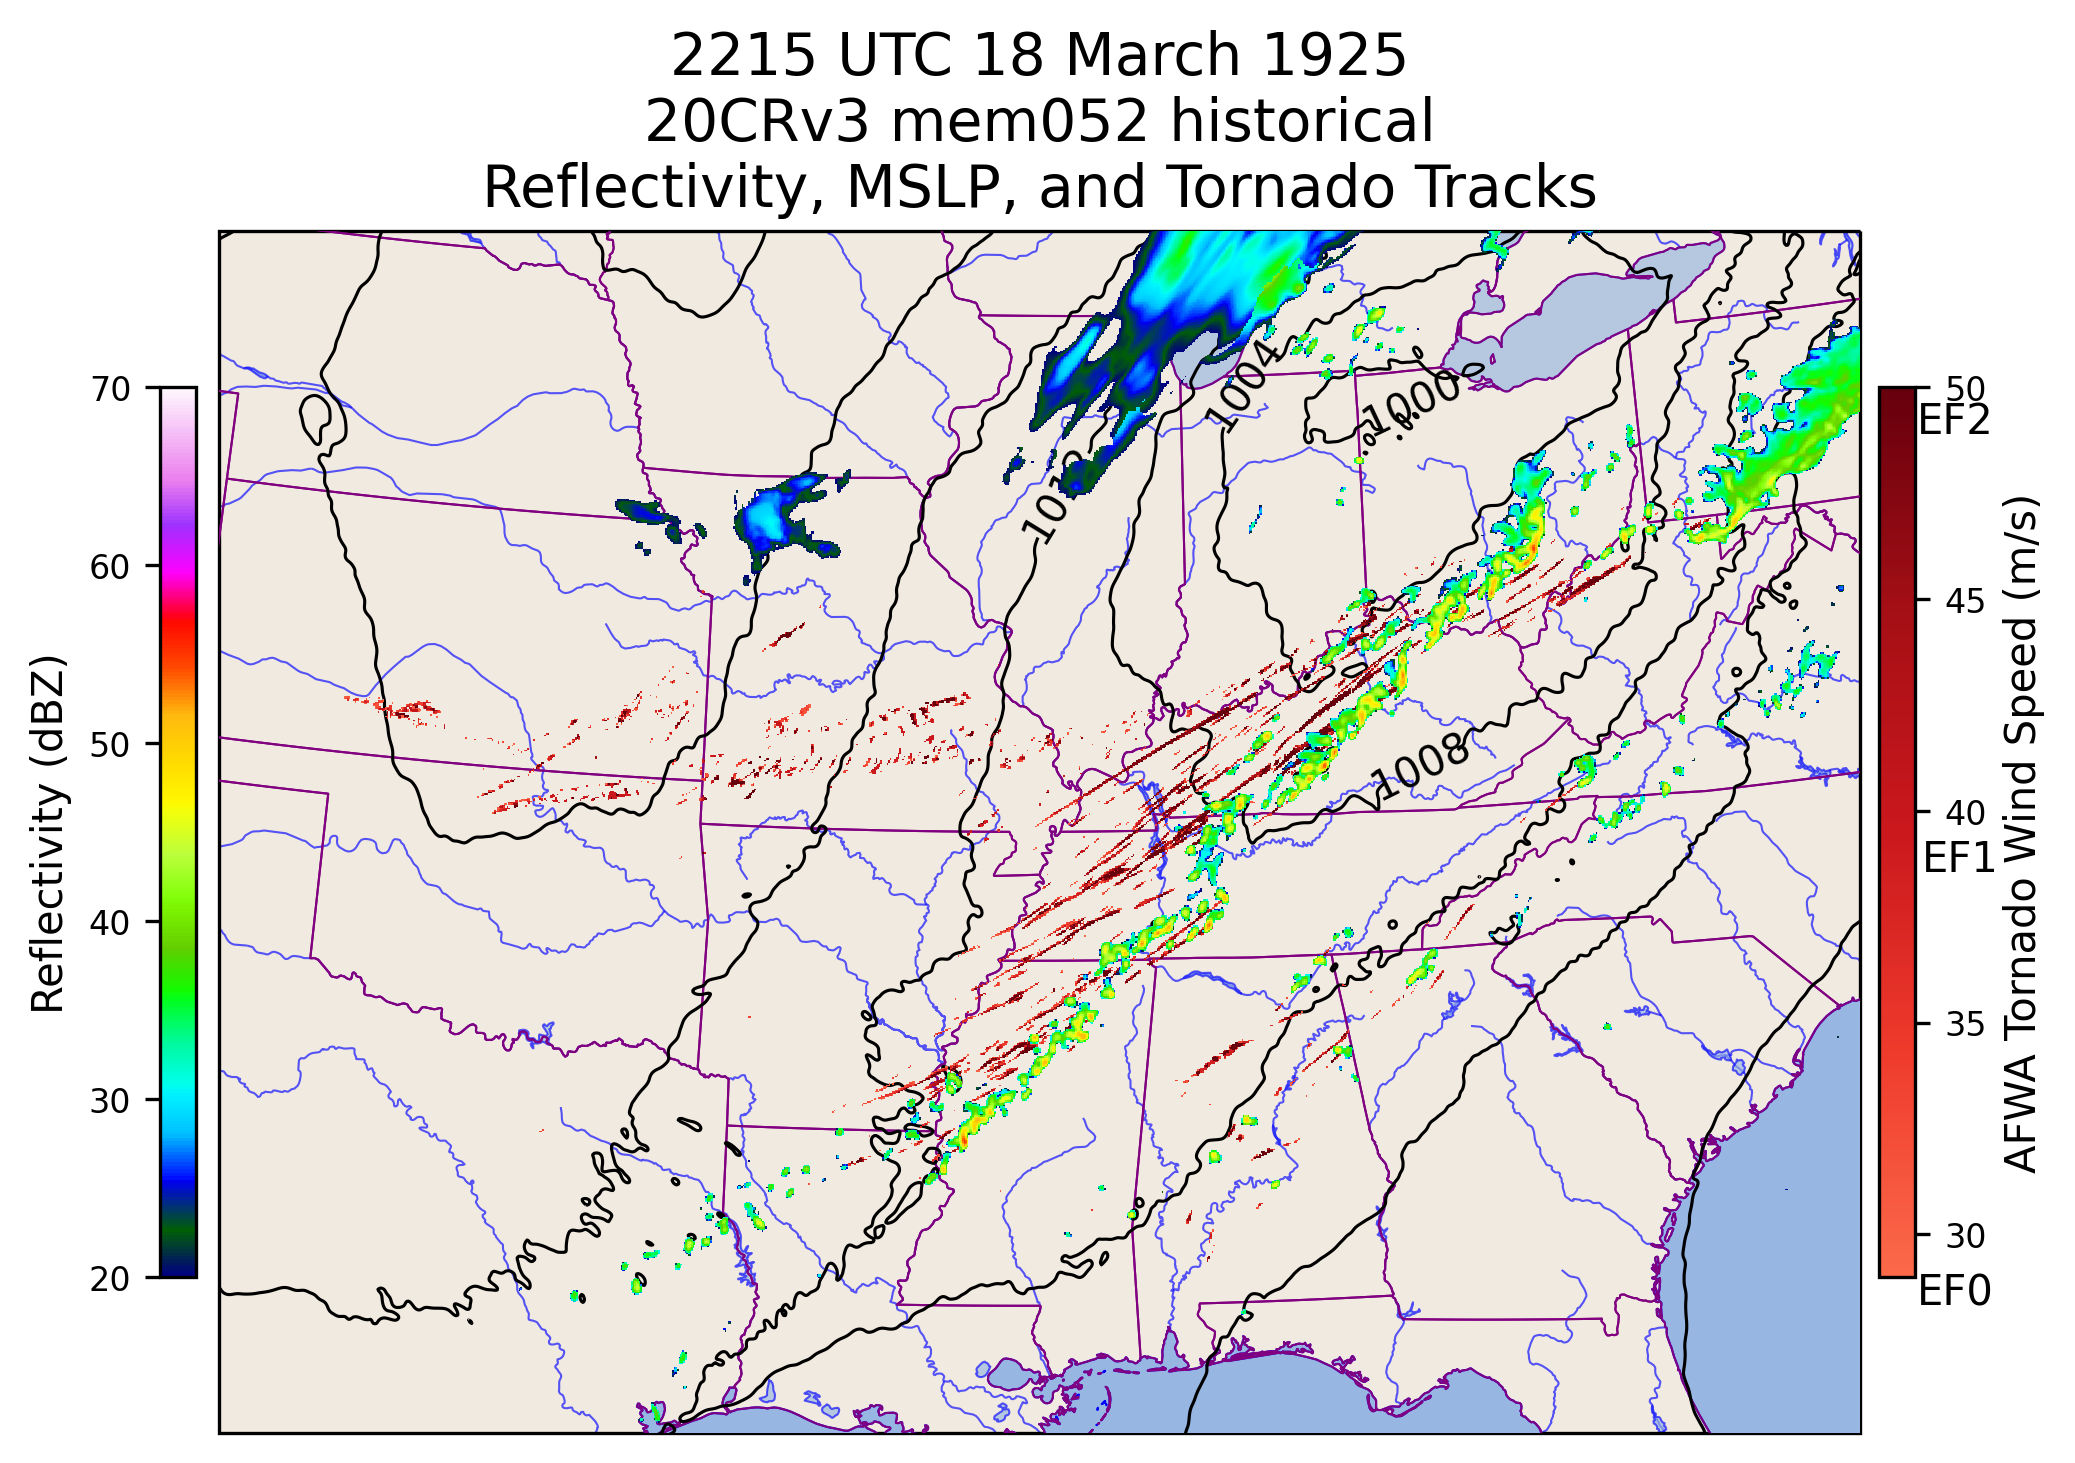 2215 UTC 18 March 1925
20CRv3 mem052 historical
Reflectivity, MSLP, and Tornado Tracks
70
60
50
40
30
20
Reflectivity (dBZ)
1004
1000
1012
1008
50
EF2
45
40
EF1
35
30
EF0
AFWA Tornado Wind Speed (m/s)